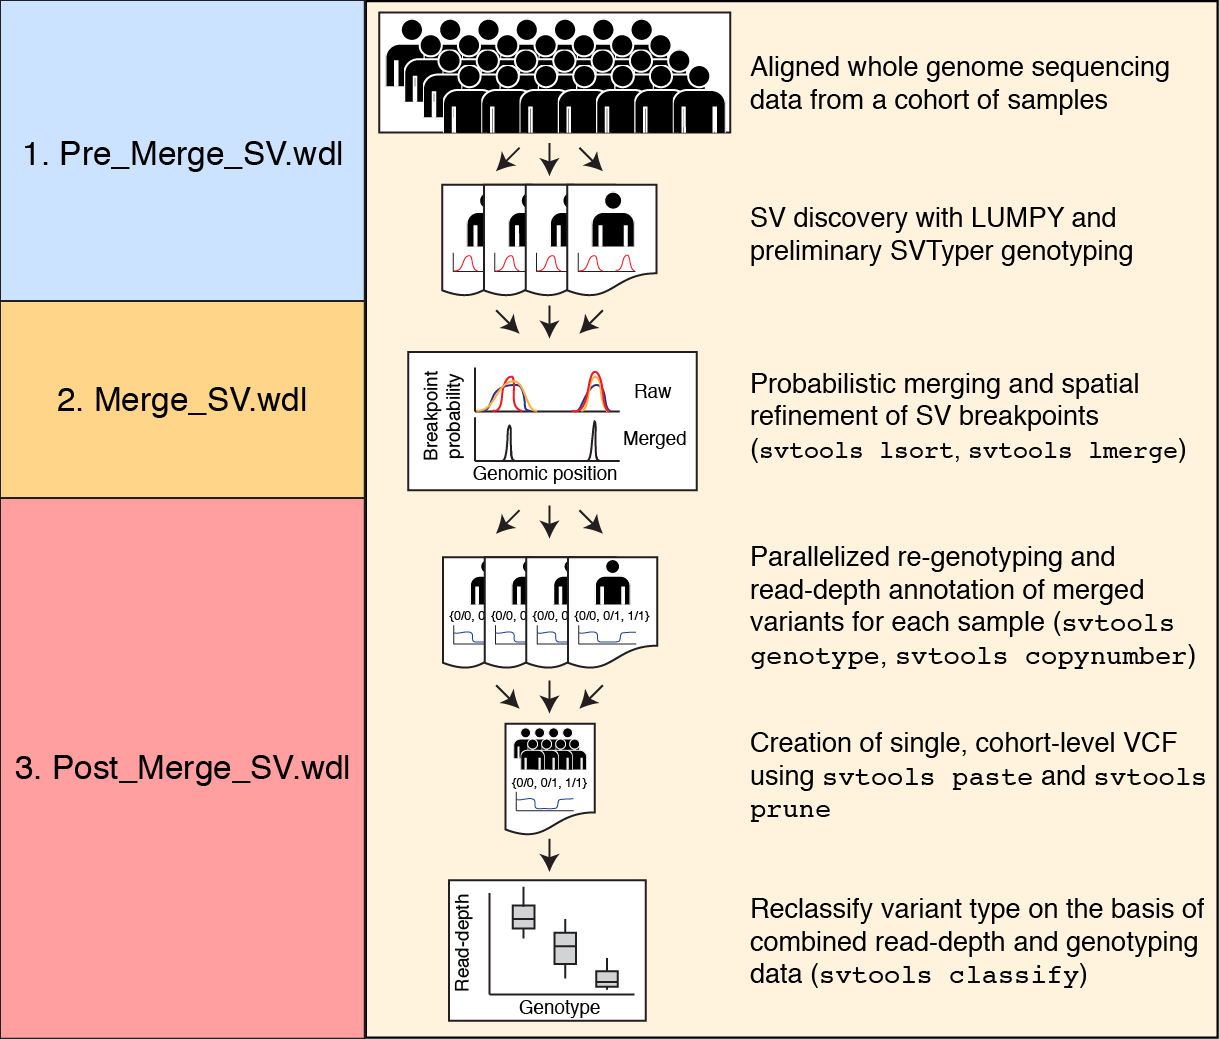 1. Pre_Merge_SV.wdl
Aligned whole genome sequencing
data from a cohort of samples
SV discovery with LUMPY and
preliminary SVTyper genotyping
2. Merge_SV.wdl
Breakpoint
probability
Raw
Merged
Genomic position
Probabilistic merging and spatial
refinement of SV breakpoints
(svtools lsort, svtools lmerge)
3. Post_Merge_SV.wdl
{0/0, 0
{0/0, 0
{0/0, 0
{0/0, 0/1, 1/1}
Parallelized re-genotyping and
read-depth annotation of merged
variants for each sample (svtools
genotype, svtools copynumber)
{0/0, 0/1, 1/1}
Creation of single, cohort-level VCF
using svtools paste and svtools
prune
Read-depth
Genotype
Reclassify variant type on the basis of
combined read-depth and genotyping
data (svtools classify)